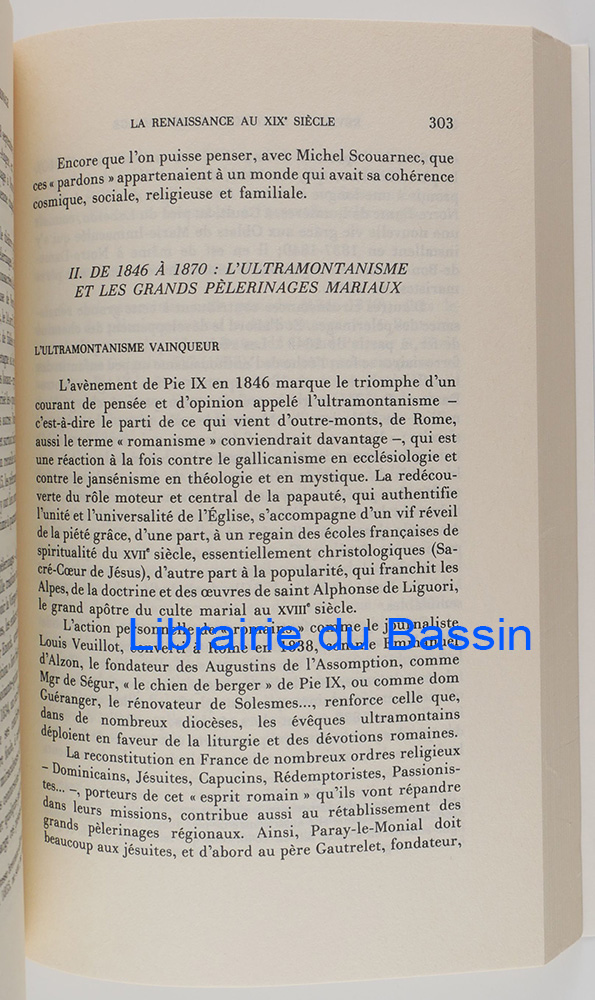 LA RENAISSANCE AU XIXᵉ SIÈCLE 303
Encore que l'on puisse penser, avec Michel Scouarnec, que
ces « pardons » appartenaient à un monde qui avait sa cohérence
cosmique, sociale, religieuse et familiale.
II. DE 1846 À 1870 : L'ULTRAMONTANISME
ET LES GRANDS PÈLERINAGES MARIAUX
L'ULTRAMONTANISME VAINQUEUR
L'avènement de Pie IX en 1846 marque le triomphe d'un
courant de pensée et d'opinion appelé l'ultramontanisme –
c'est-à-dire le parti de ce qui vient d'outre-monts, de Rome,
aussi le terme « romanisme » conviendrait davantage –, qui est
une réaction à la fois contre le gallicanisme en ecclésiologie et
contre le jansénisme en théologie et en mystique. La redécou-
verte du rôle moteur et central de la papauté, qui authentifie
l'unité et l'universalité de l'Église, s'accompagne d'un vif réveil
de la piété grâce, d'une part, à un regain des écoles françaises de
spiritualité du XVIIᵉ siècle, essentiellement christologiques (Sa-
cré-Cœur de Jésus), d'autre part à la popularité, qui franchit les
Alpes, de la doctrine et des œuvres de saint Alphonse de Liguori,
le grand apôtre du culte marial au XVIIIᵉ siècle.
L'action personnelle de « romains » comme le journaliste
Librairie du Bassin
Louis Veuillot, converti à Rome en 1838, comme Emmanuel
d'Alzon, le fondateur des Augustins de l'Assomption, comme
Mgr de Ségur, « le chien de berger » de Pie IX, ou comme dom
Guéranger, le rénovateur de Solesmes..., renforce celle que,
dans de nombreux diocèses, les évêques ultramontains
déploient en faveur de la liturgie et des dévotions romaines.
La reconstitution en France de nombreux ordres religieux
– Dominicains, Jésuites, Capucins, Rédemptoristes, Passionis-
tes... –, porteurs de cet « esprit romain » qu'ils vont répandre
dans leurs missions, contribue aussi au rétablissement des
grands pèlerinages régionaux. Ainsi, Paray-le-Monial doit
beaucoup aux jésuites, et d'abord au père Gautrelet, fondateur,